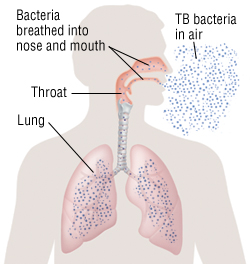 Bacteria
breathed into
nose and mouth
TB bacteria
in air
Throat
Lung